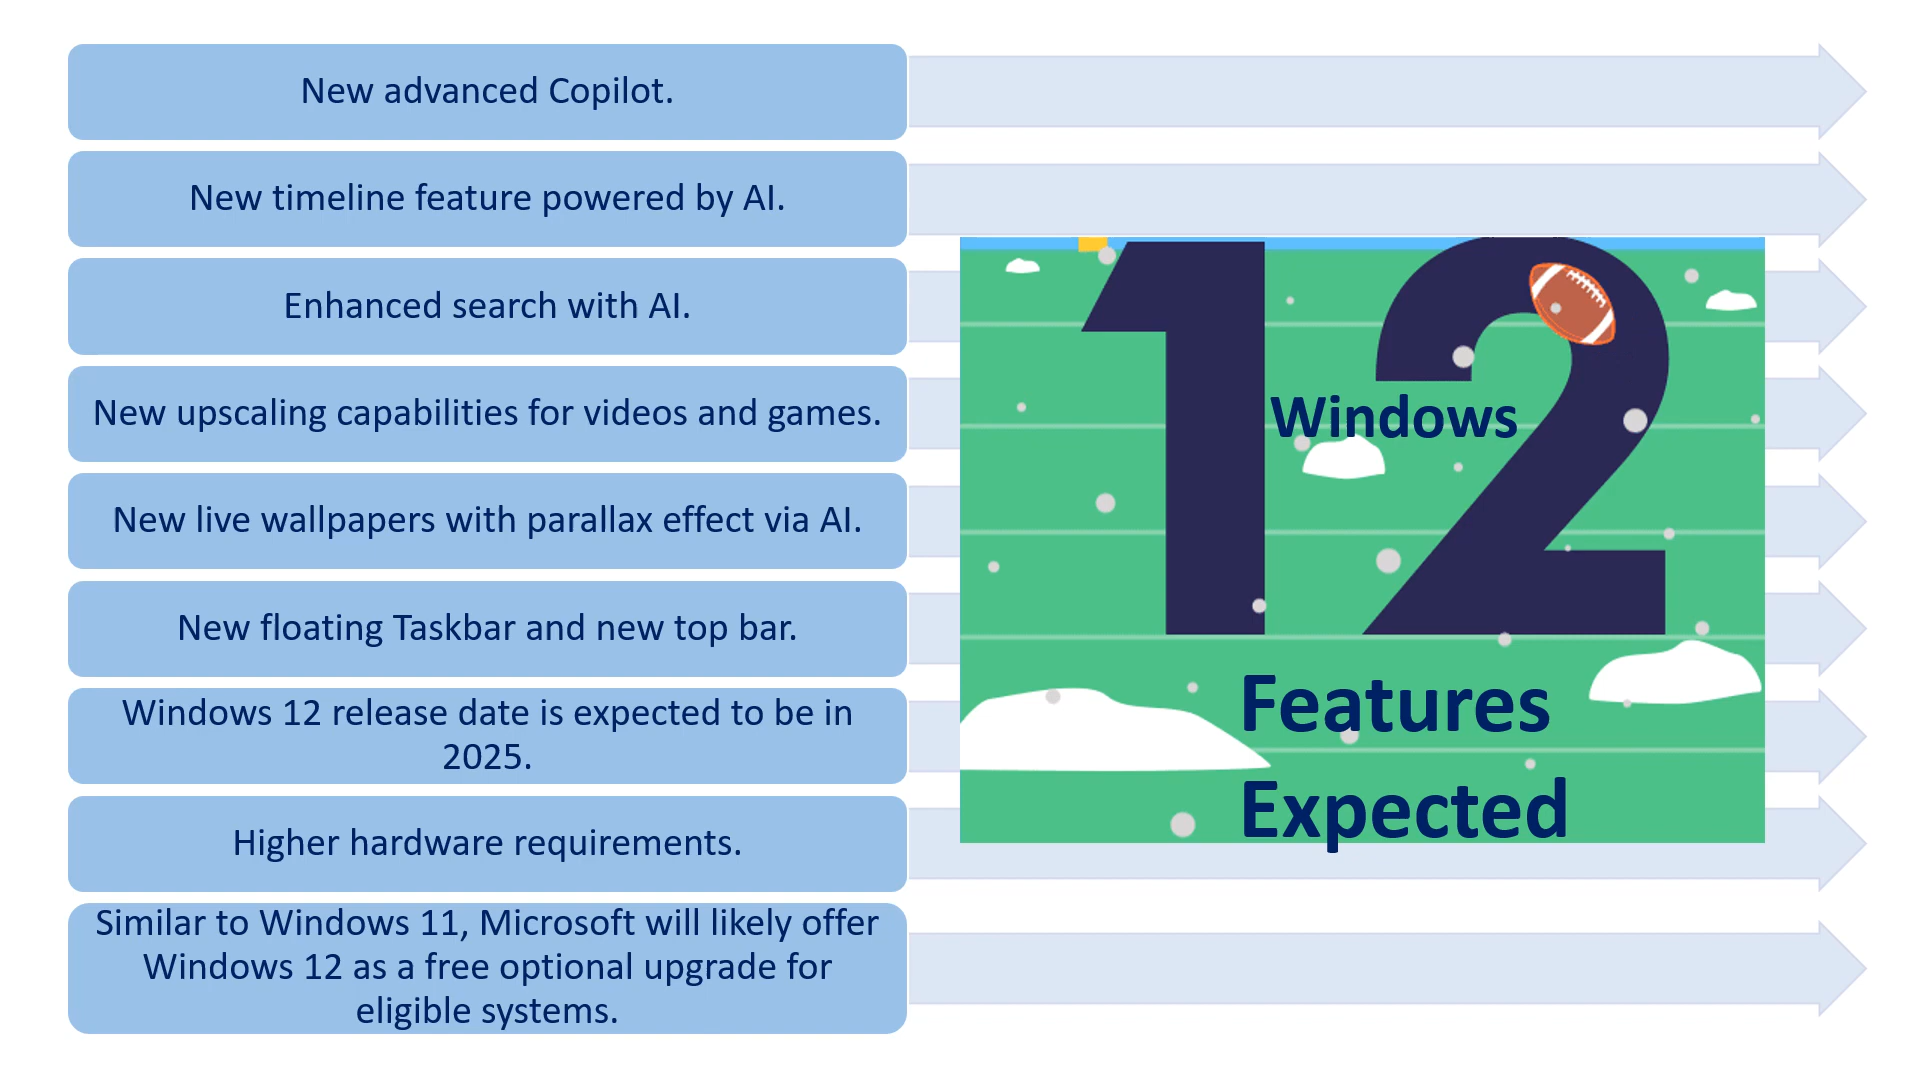 New advanced Copilot.
New timeline feature powered by AI.
Enhanced search with AI.
New upscaling capabilities for videos and games.
New live wallpapers with parallax effect via AI.
New floating Taskbar and new top bar.
Windows 12 release date is expected to be in
2025.
Higher hardware requirements.
Similar to Windows 11, Microsoft will likely offer
Windows 12 as a free optional upgrade for
eligible systems.
12
Windows
Features
Expected